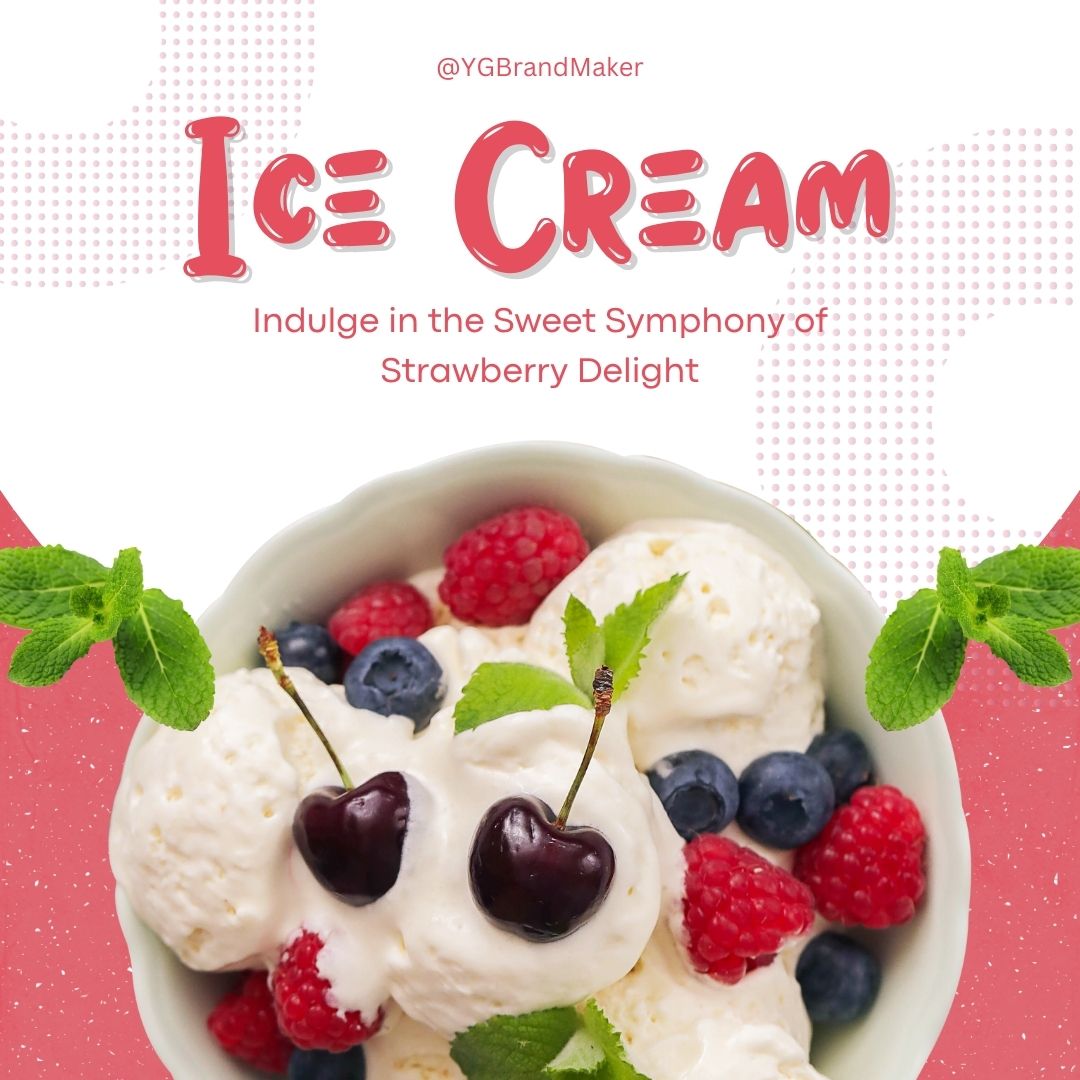 @YGBrandMaker
Ice Cream
Indulge in the Sweet Symphony of
Strawberry Delight